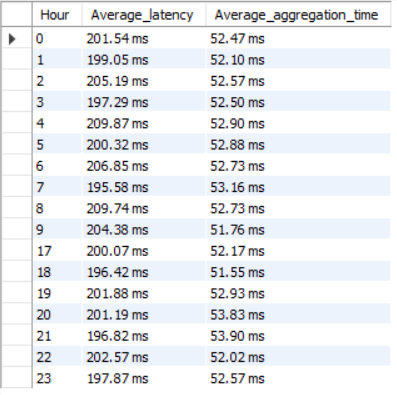 Hour Average_latency Average_aggregation_time
0 201.54 ms 52.47 ms
1 199.05 ms 52.10 ms
2 205.19 ms 52.57 ms
3 197.29 ms 52.50 ms
4 209.87 ms 52.90 ms
5 200.32 ms 52.88 ms
6 206.85 ms 52.73 ms
7 195.58 ms 53.16 ms
8 209.74 ms 52.73 ms
9 204.38 ms 51.76 ms
17 200.07 ms 52.17 ms
18 196.42 ms 51.55 ms
19 201.88 ms 52.93 ms
20 201.19 ms 53.83 ms
21 196.82 ms 53.90 ms
22 202.57 ms 52.02 ms
23 197.87 ms 52.57 ms